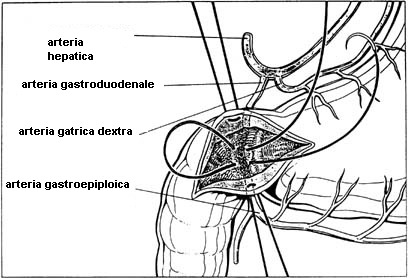 arteria
hepatica
arteria gastroduodenale
arteria gatrica dextra
arteria gastroepiploica